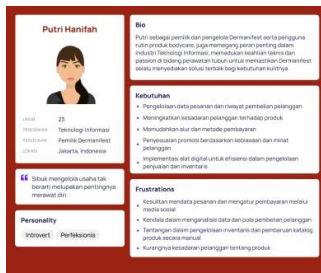 Putri Hanifah
UMUR 23
PENDIDIKAN Teknologi Informasi
PEKERJAAN Pemilik Dermanifest
LOKASI Jakarta, Indonesia
Sibuk mengelola usaha tak
berarti melupakan pentingnya
merawat diri.
Personality
Introvert Perfeksionis
Bio
Putri sebagai pemilik dan pengelola Dermanifest serta pengguna
rutin produk bodycare, juga memegang peran penting dalam
industri Teknologi Informasi, memadukan keahlian teknis dan
passion di bidang perawatan tubuh untuk memastikan Dermanifest
selalu menyediakan solusi terbaik bagi kebutuhan kulitnya.
Kebutuhan
• Pengelolaan data pesanan dan riwayat pembelian pelanggan
• Meningkatkan kesadaran pelanggan terhadap produk
• Memudahkan alur dan metode pembayaran
• Penyesuaian promosi berdasarkan kebiasaan dan minat
pelanggan
• Implementasi alat digital untuk efisiensi dalam pengelolaan
penjualan dan inventaris
Frustrations
• Kesulitan mendata pesanan dan mengatur pembayaran melalui
media sosial
• Kendala dalam menganalisis data dan pola pembelian pelanggan
• Tantangan dalam pengelolaan inventaris dan pembaruan katalog
produk secara manual
• Kurangnya kesadaran pelanggan tentang produk